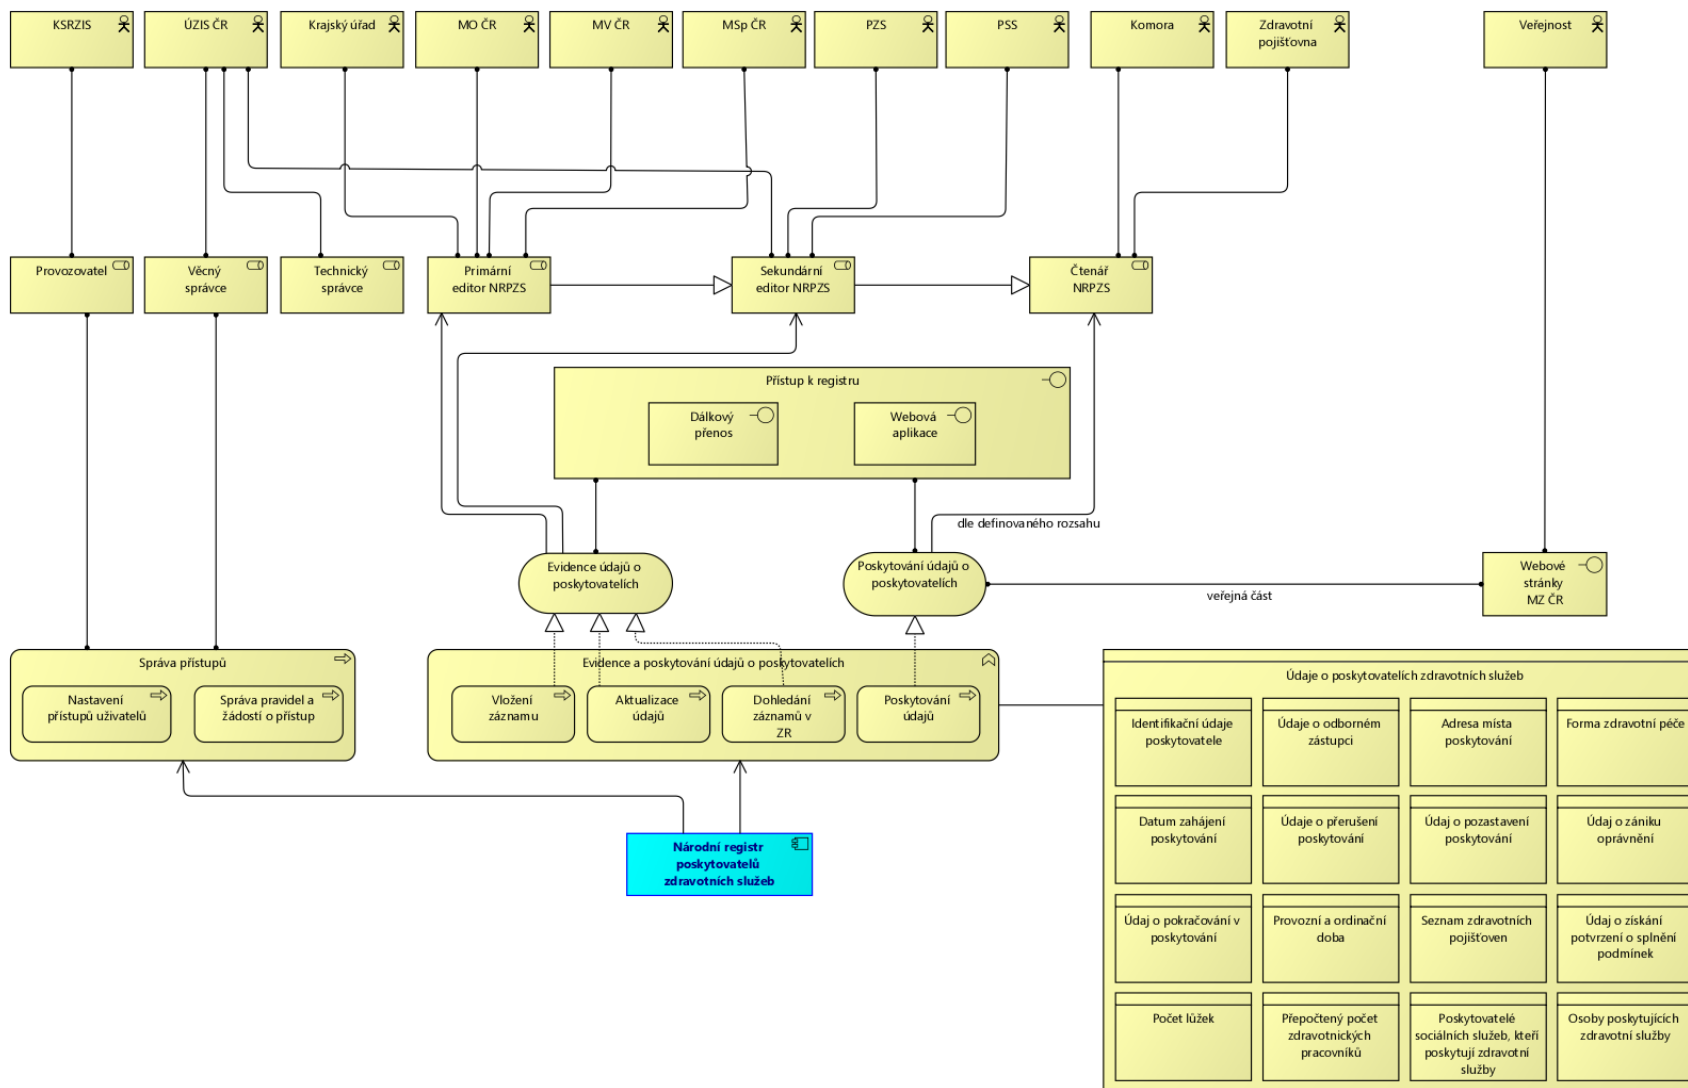 KSRZIS
ÚZIS ČR
Krajský úřad
MO ČR
MV ČR
MSp ČR
PZS
PSS
Komora
Zdravotní
pojišťovna
Veřejnost
Provozovatel
Věcný
správce
Technický
správce
Primární
editor NRPZS
Sekundární
editor NRPZS
Čtenář
NRPZS
Přístup k registru
Dálkový
přenos
Webová
aplikace
dle definovaného rozsahu
Evidence údajů o
poskytovatelích
Poskytování údajů o
poskytovatelích
veřejná část
Webové
stránky
MZ ČR
Správa přístupů
Nastavení
přístupů uživatelů
Správa pravidel a
žádostí o přístup
Evidence a poskytování údajů o poskytovatelích
Vložení
záznamu
Aktualizace
údajů
Dohledání
záznamů v
ZR
Poskytování
údajů
Údaje o poskytovatelích zdravotních služeb
Identifikační údaje
poskytovatele
Údaje o odborném
zástupci
Adresa místa
poskytování
Forma zdravotní péče
Datum zahájení
poskytování
Údaje o přerušení
poskytování
Údaj o pozastavení
poskytování
Údaj o zániku
oprávnění
Národní registr
poskytovatelů
zdravotních služeb
Údaj o pokračování v
poskytování
Provozní a ordinační
doba
Seznam zdravotních
pojišťoven
Údaj o získání
potvrzení o splnění
podmínek
Počet lůžek
Přepočtený počet
zdravotnických
pracovníků
Poskytovatelé
sociálních služeb, kteří
poskytují zdravotní
služby
Osoby poskytujících
zdravotní služby